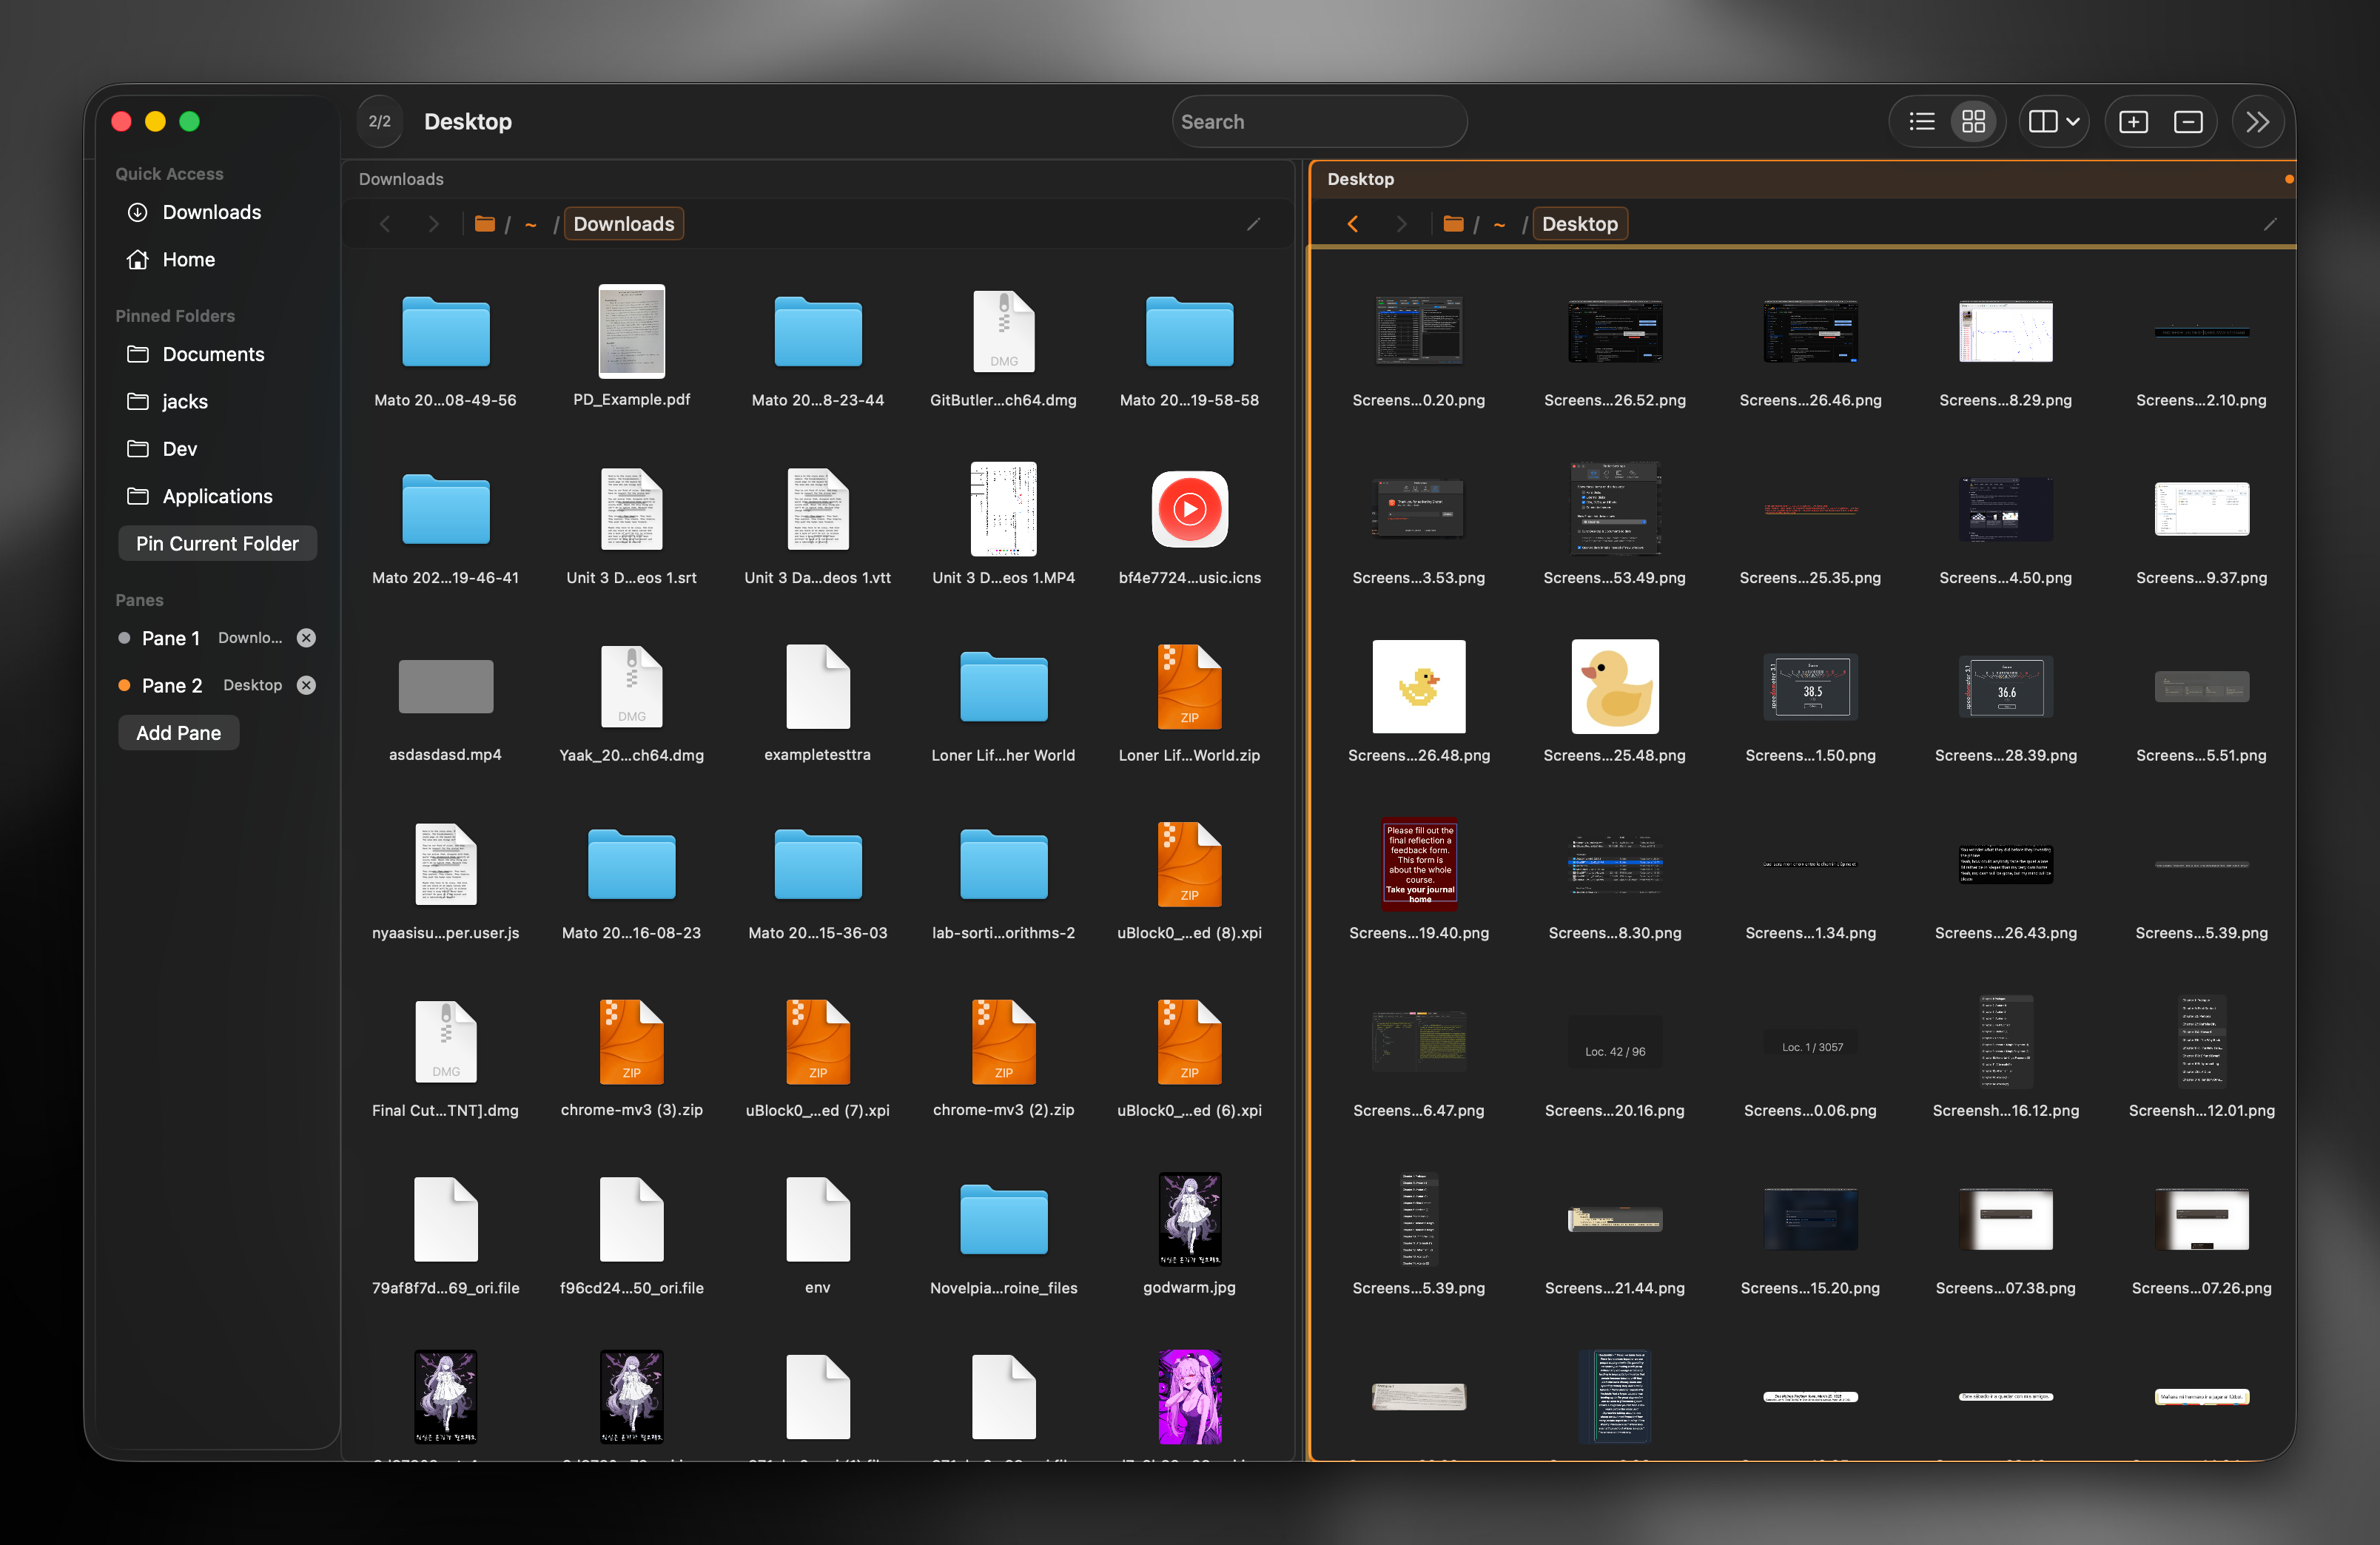 2/2
Desktop
Search
Quick Access
Downloads
Home
Pinned Folders
Documents
jacks
Dev
Applications
Pin Current Folder
Panes
Pane 1 Downlo...
Pane 2 Desktop
Add Pane
Downloads
/ ~ / Downloads
Mato 20...08-49-56
PD_Example.pdf
Mato 20...8-23-44
DMG
GitButler...ch64.dmg
Mato 20...19-58-58
Mato 202...19-46-41
Unit 3 D...eos 1.srt
Unit 3 Da...deos 1.vtt
Unit 3 D...eos 1.MP4
bf4e7724...usic.icns
asdasdasd.mp4
DMG
Yaak_20...ch64.dmg
exampletesttra
Loner Lif...her World
ZIP
Loner Lif...World.zip
nyaasisu...per.user.js
Mato 20...16-08-23
Mato 20...15-36-03
lab-sorti...orithms-2
ZIP
uBlock0_...ed (8).xpi
DMG
Final Cut...TNT].dmg
ZIP
chrome-mv3 (3).zip
ZIP
uBlock0_...ed (7).xpi
ZIP
chrome-mv3 (2).zip
ZIP
uBlock0_...ed (6).xpi
79af8f7d...69_ori.file
f96cd24...50_ori.file
env
Novelpia...roine_files
godwarm.jpg
Desktop
/ ~ / Desktop
Screens...0.20.png
Screens...26.52.png
Screens...26.46.png
Screens...8.29.png
Screens...2.10.png
Screens...3.53.png
Screens...53.49.png
Screens...25.35.png
Screens...4.50.png
Screens...9.37.png
Screens...26.48.png
Screens...25.48.png
38.5
Screens...1.50.png
36.6
Screens...28.39.png
Screens...5.51.png
Please fill out the
final reflection a
feedback form.
This form is
about the whole
course.
Take your journal
home
Screens...19.40.png
Screens...8.30.png
Screens...1.34.png
Screens...26.43.png
Screens...5.39.png
Screens...6.47.png
Loc. 42 / 96
Screens...20.16.png
Loc. 1 / 3057
Screens...0.06.png
Screensh...16.12.png
Screensh...12.01.png
Screens...5.39.png
Screens...21.44.png
Screens...15.20.png
Screens...07.38.png
Screens...07.26.png